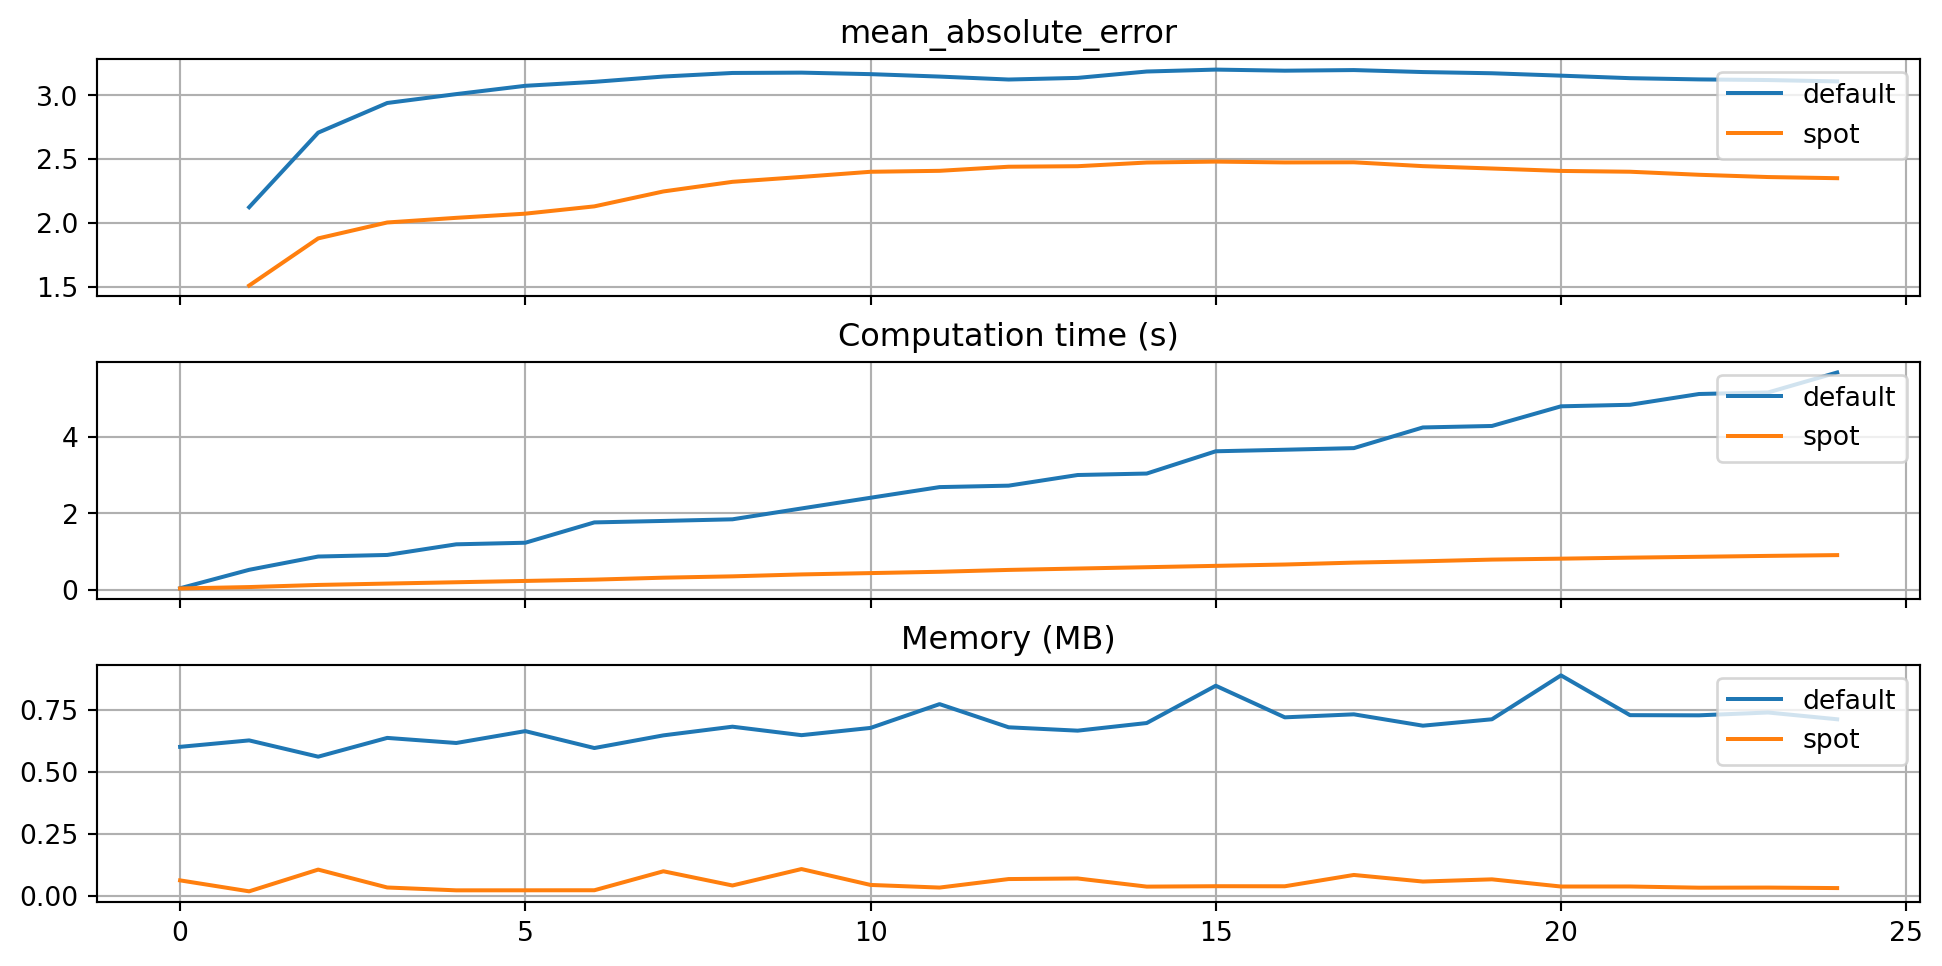 mean_absolute_error
3.0
2.5
2.0
1.5
default
spot
Computation time (s)
4
2
0
default
spot
Memory (MB)
0.75
0.50
0.25
0.00
default
spot
0 5 10 15 20 25